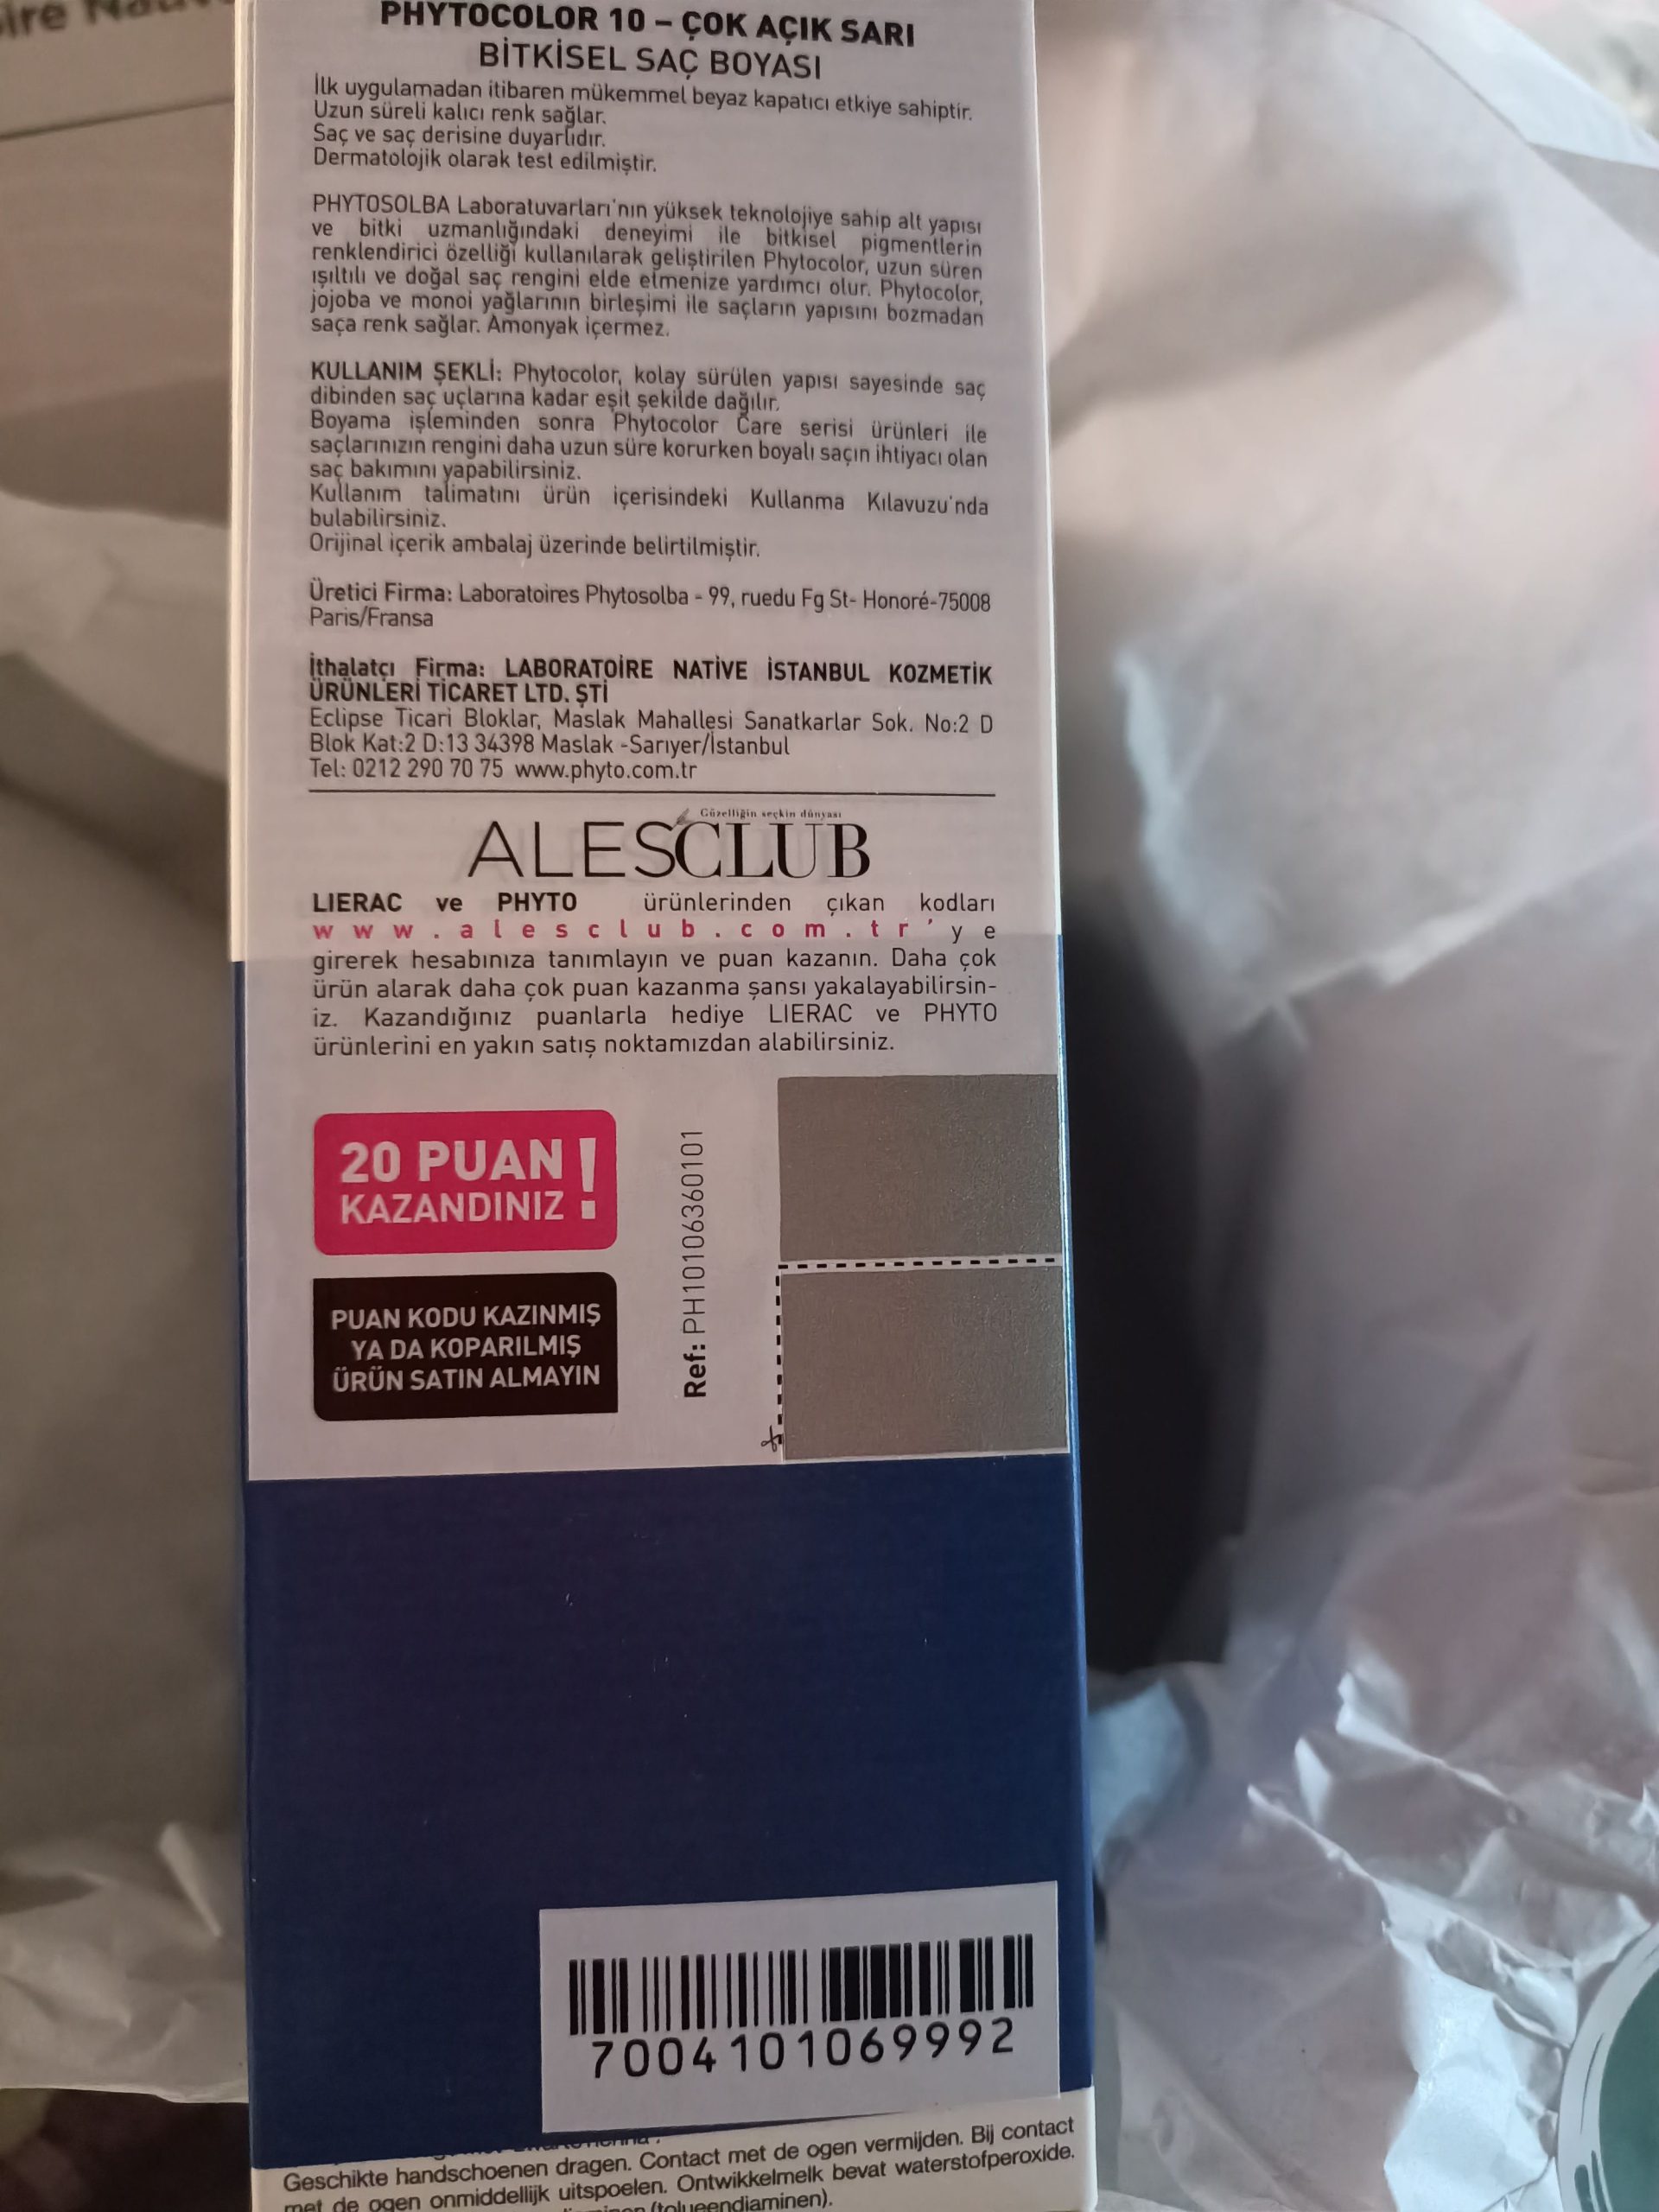 PHYTOCOLOR 10 – ÇOK AÇIK SARI
BİTKİSEL SAÇ BOYASI
İlk uygulamadan itibaren mükemmel beyaz kapatıcı etkiye sahiptir.
Uzun süreli kalıcı renk sağlar.
Saç ve saç derisine duyarlıdır.
Dermatolojik olarak test edilmiştir.
PHYTOSOLBA Laboratuvarları'nın yüksek teknolojiye sahip alt yapısı
ve bitki uzmanlığındaki deneyimi ile bitkisel pigmentlerin
renklendirici özelliği kullanılarak geliştirilen Phytocolor, uzun süren
ışıltılı ve doğal saç rengini elde etmenize yardımcı olur. Phytocolor,
jojoba ve monoi yağlarının birleşimi ile saçların yapısını bozmadan
saça renk sağlar. Amonyak içermez.
KULLANIM ŞEKLİ: Phytocolor, kolay sürülen yapısı sayesinde saç
dibinden saç uçlarına kadar eşit şekilde dağılır.
Boyama işleminden sonra Phytocolor Care serisi ürünleri ile
saçlarınızın rengini daha uzun süre korurken boyalı saçın ihtiyacı olan
saç bakımını yapabilirsiniz.
Kullanım talimatını ürün içerisindeki Kullanma Kılavuzu'nda
bulabilirsiniz.
Orijinal içerik ambalaj üzerinde belirtilmiştir.
Üretici Firma: Laboratoires Phytosolba - 99, ruedu Fg St- Honoré-75008
Paris/Fransa
İthalatçı Firma: LABORATOİRE NATİVE İSTANBUL KOZMETİK
ÜRÜNLERİ TİCARET LTD. ŞTİ
Eclipse Ticari Bloklar, Maslak Mahallesi Sanatkarlar Sok. No:2 D
Blok Kat:2 D:13 34398 Maslak -Sarıyer/İstanbul
Tel: 0212 290 70 75 www.phyto.com.tr
Güzelliğin seçkin dünyası
ALESCLUB
LIERAC ve PHYTO ürünlerinden çıkan kodları
www.alesclub.com.tr'ye
girerek hesabınıza tanımlayın ve puan kazanın. Daha çok
ürün alarak daha çok puan kazanma şansı yakalayabilirsin-
iz. Kazandığınız puanlarla hediye LIERAC ve PHYTO
ürünlerini en yakın satış noktamızdan alabilirsiniz.
20 PUAN
KAZANDINIZ !
PUAN KODU KAZINMIŞ
YA DA KOPARILMIŞ
ÜRÜN SATIN ALMAYIN
Ref: PH10106360101
7004101069992
Geschikte handschoenen dragen. Contact met de ogen vermijden. Bij contact
met de ogen onmiddellijk uitspoelen. Ontwikkelmelk bevat waterstofperoxide.
(tolueendiaminen).